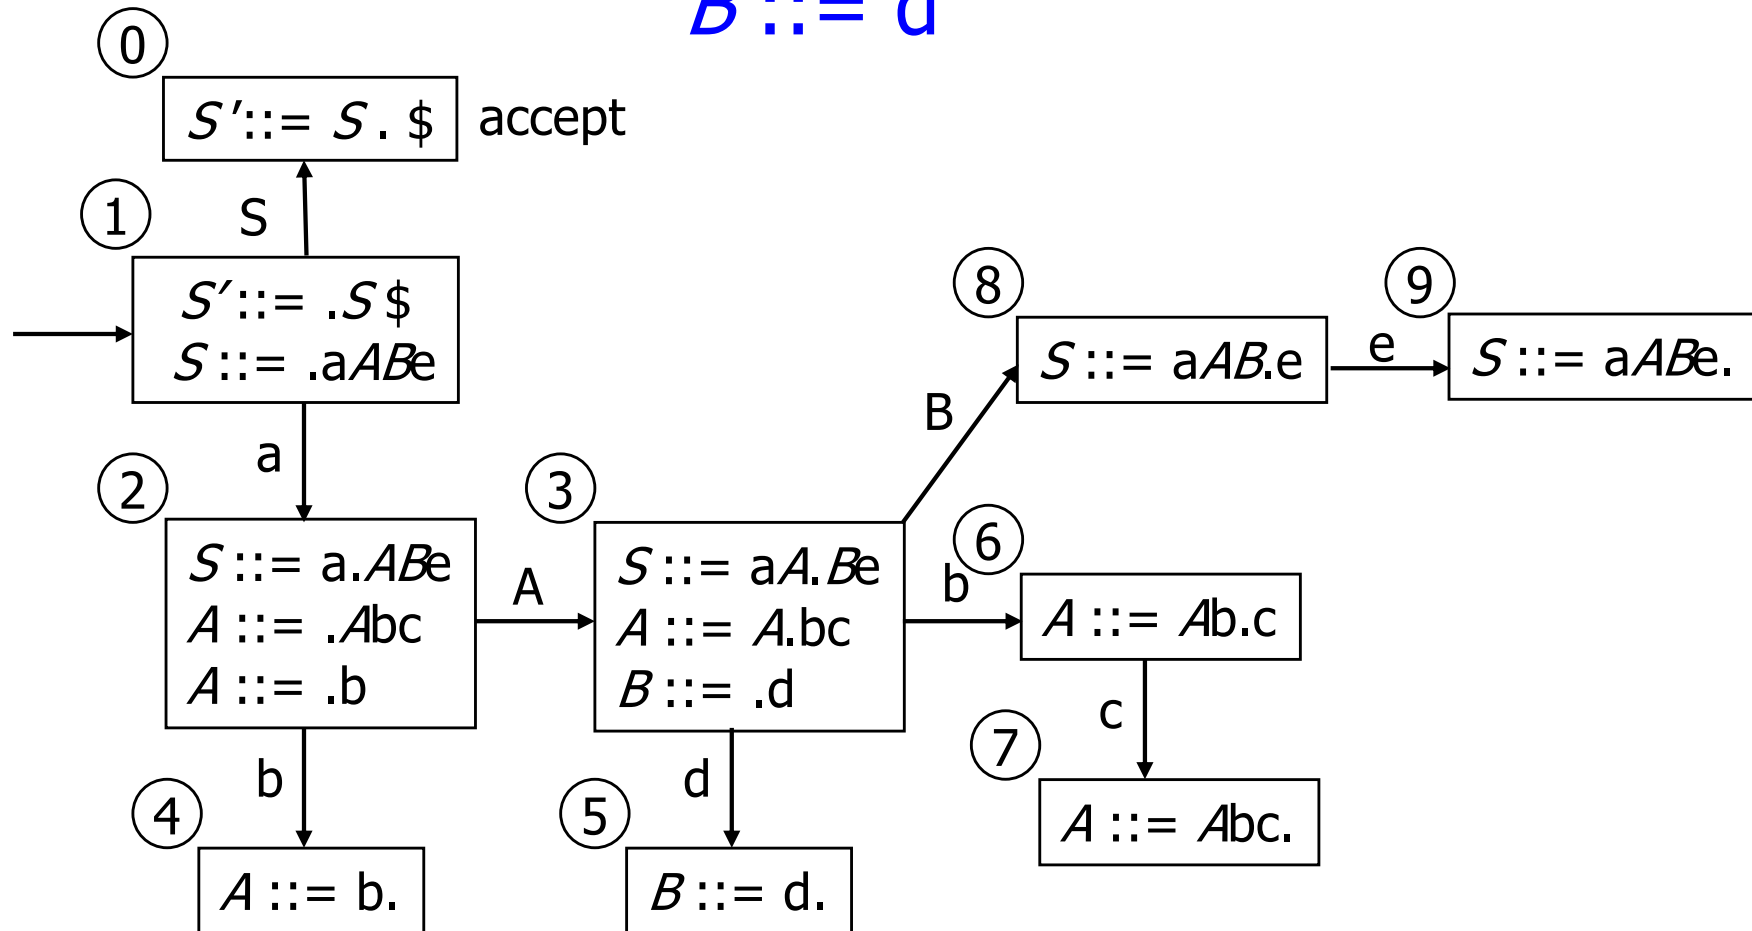 B ::= d
0
S'::= S . $
accept
1
S
S' ::= .S $
S ::= .aABe
a
2
S ::= a.ABe
A ::= .Abc
A ::= .b
A
3
S ::= aA.Be
A ::= A.bc
B ::= .d
B
8
S ::= aAB.e
e
9
S ::= aABe.
b
6
A ::= Ab.c
c
7
A ::= Abc.
b
4
A ::= b.
d
5
B ::= d.